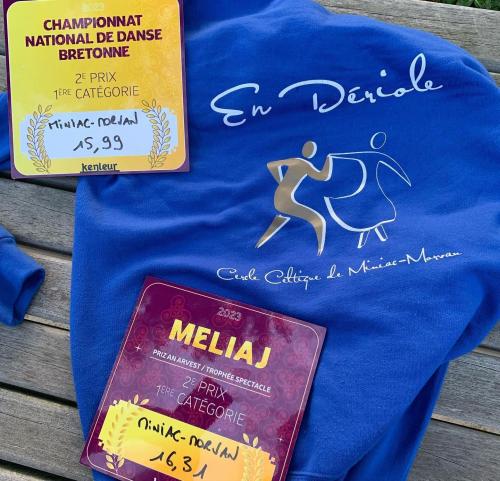 2023
CHAMPIONNAT
NATIONAL DE DANSE
BRETONNE
2E PRIX
1ÈRE CATÉGORIE
MINIAC-MORVAN
15,99
kenleur
En Dériole
Cercle Celtique de Miniac-Morvan
2023
MELIAJ
PRIZ AN ARVEST / TROPHÉE SPECTACLE
2E PRIX
1ÈRE CATÉGORIE
MINIAC-MORVAN
16,31